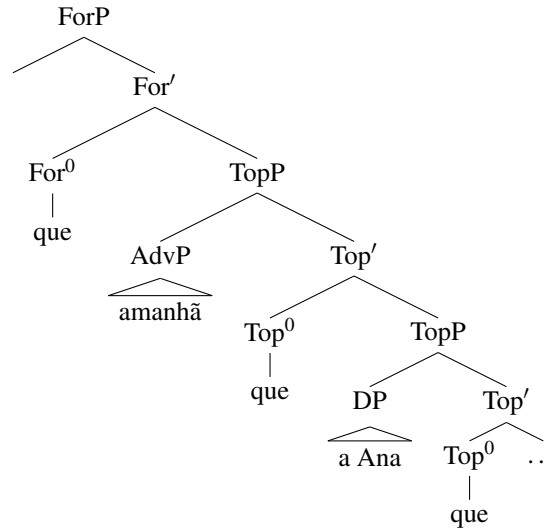 ForP
For′
For⁰ TopP
que AdvP Top′
amanhã Top⁰ TopP
que DP Top′
a Ana Top⁰ ...
que